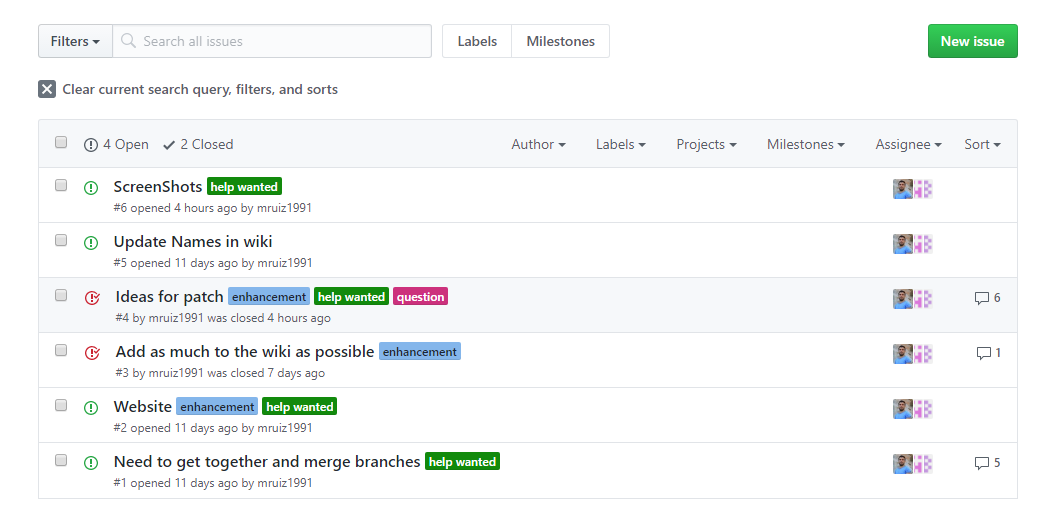 Filters Search all issues Labels Milestones New issue
Clear current search query, filters, and sorts
4 Open 2 Closed Author Labels Projects Milestones Assignee Sort
ScreenShots help wanted
#6 opened 4 hours ago by mruiz1991
Update Names in wiki
#5 opened 11 days ago by mruiz1991
Ideas for patch enhancement help wanted question 6
#4 by mruiz1991 was closed 4 hours ago
Add as much to the wiki as possible enhancement 1
#3 by mruiz1991 was closed 7 days ago
Website enhancement help wanted
#2 opened 11 days ago by mruiz1991
Need to get together and merge branches help wanted 5
#1 opened 11 days ago by mruiz1991